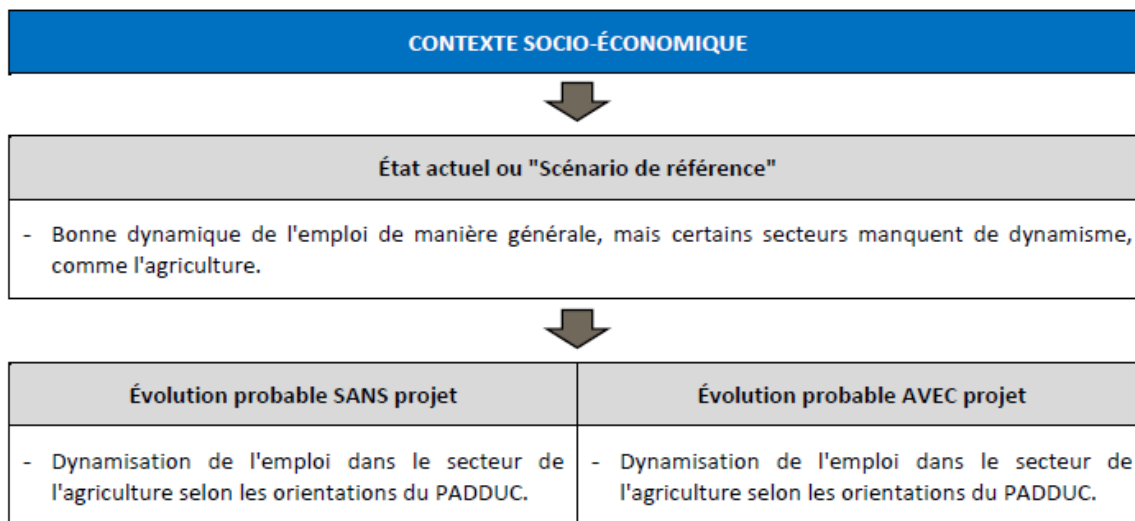 CONTEXTE SOCIO-ÉCONOMIQUE
État actuel ou "Scénario de référence"
- Bonne dynamique de l'emploi de manière générale, mais certains secteurs manquent de dynamisme,
comme l'agriculture.
Évolution probable SANS projet
- Dynamisation de l'emploi dans le secteur de
l'agriculture selon les orientations du PADDUC.
Évolution probable AVEC projet
- Dynamisation de l'emploi dans le secteur de
l'agriculture selon les orientations du PADDUC.